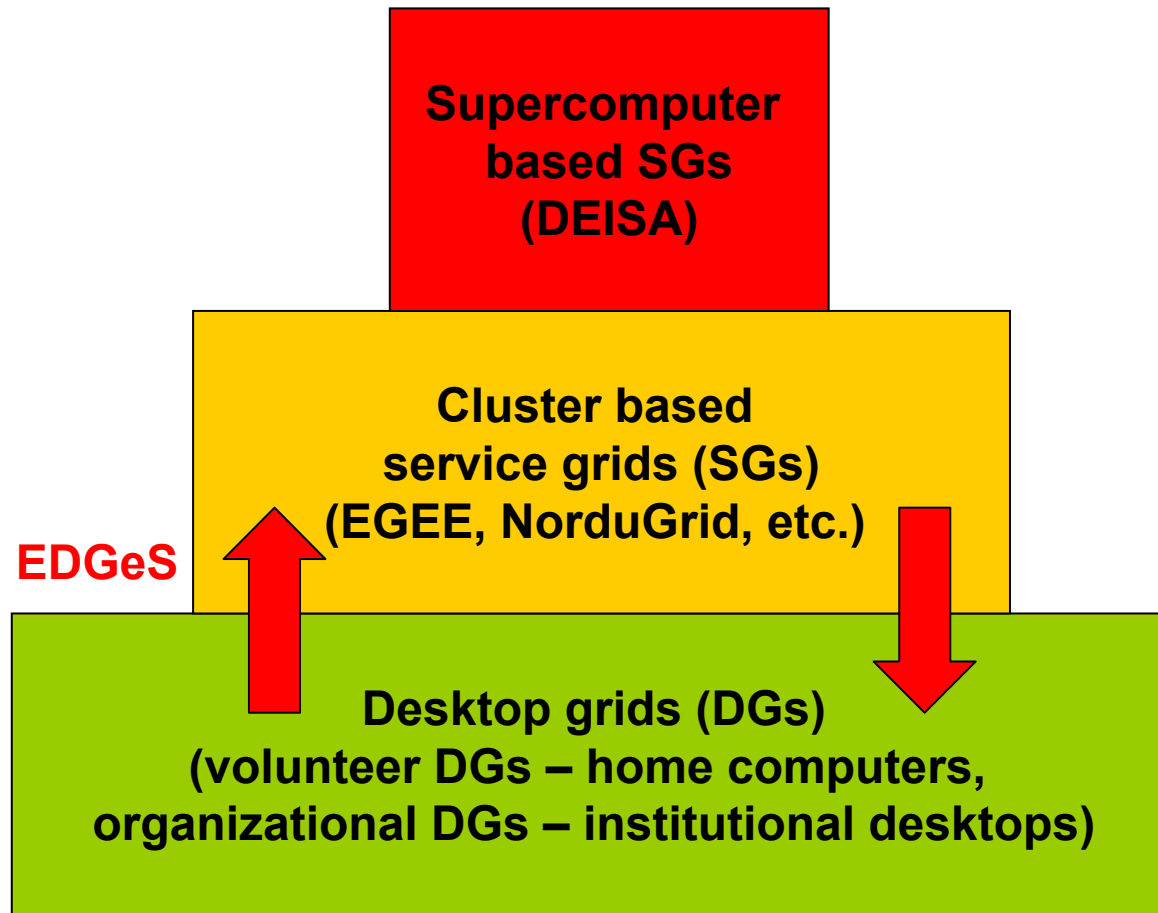 Supercomputer
based SGs
(DEISA)
Cluster based
service grids (SGs)
(EGEE, NorduGrid, etc.)
EDGeS
Desktop grids (DGs)
(volunteer DGs – home computers,
organizational DGs – institutional desktops)